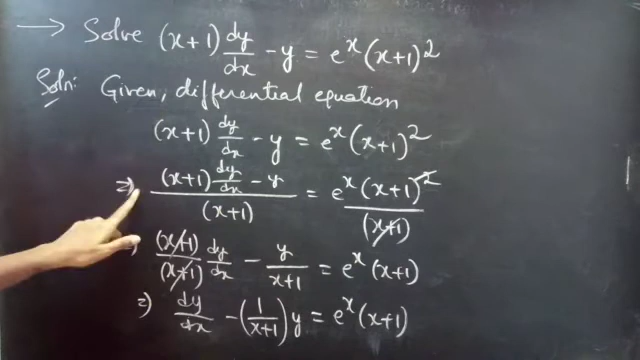 → Solve (x+1) dy/dx - y = e^x (x+1)^2
Soln: Given, differential equation
(x+1) dy/dx - y = e^x (x+1)^2
⇒ ((x+1) dy/dx - y)/(x+1) = e^x (x+1)^2/(x+1)
⇒ (x+1)/(x+1) dy/dx - y/(x+1) = e^x (x+1)
⇒ dy/dx - (1/(x+1)) y = e^x (x+1)